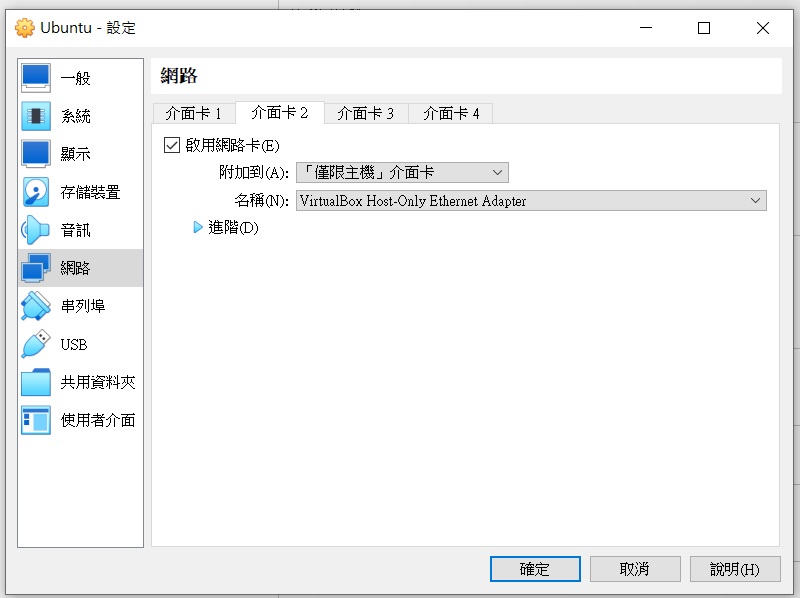 Ubuntu - 設定
一般
系統
顯示
存儲裝置
音訊
網路
串列埠
USB
共用資料夾
使用者介面
網路
介面卡 1
介面卡 2
介面卡 3
介面卡 4
啟用網路卡(E)
附加到(A): 「僅限主機」介面卡
名稱(N): VirtualBox Host-Only Ethernet Adapter
進階(D)
確定
取消
說明(H)